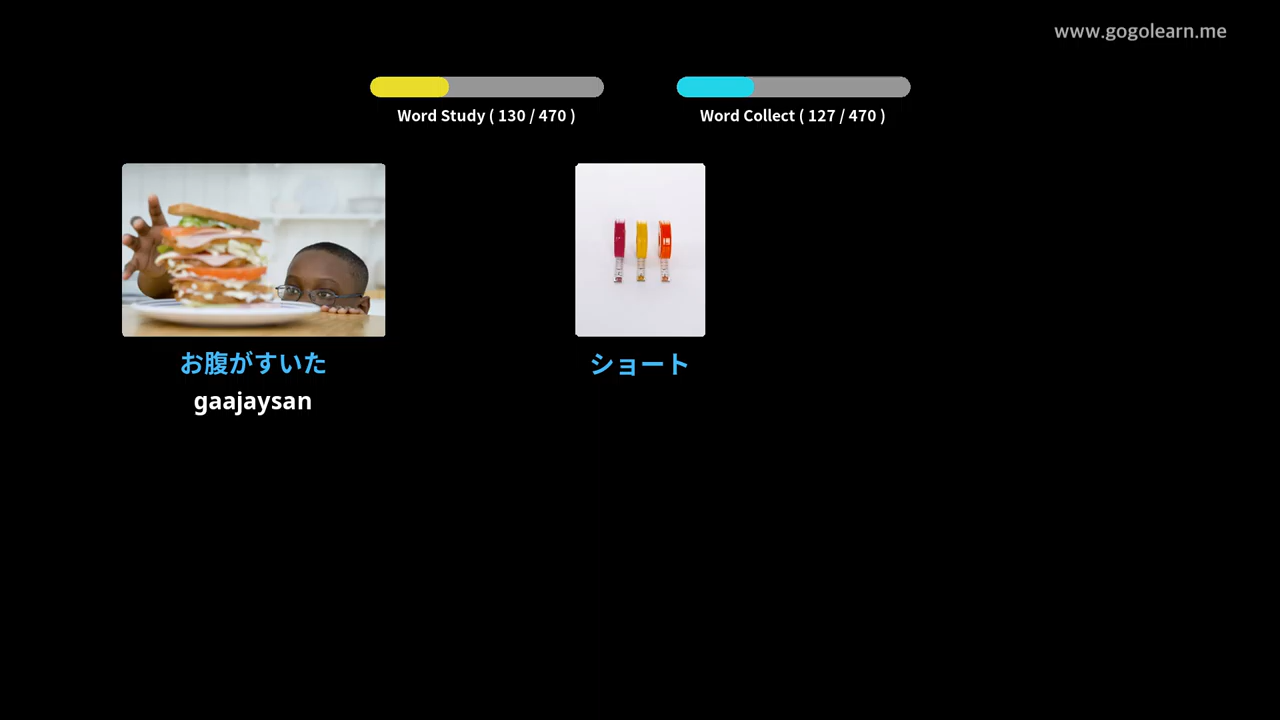 www.gogolearn.me
Word Study ( 130 / 470 )
Word Collect ( 127 / 470 )
お腹がすいた
gaajaysan
ショート